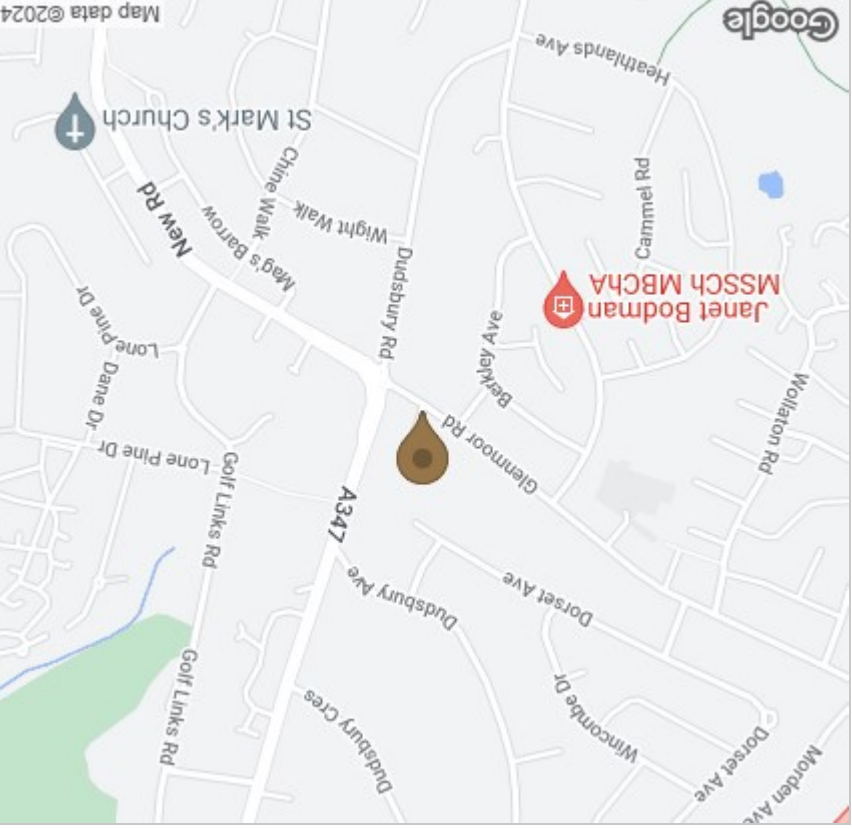 Morden Ave
Dorset Ave
Wincombe Dr
Dudsbury Cres
Golf Links Rd
Dorset Ave
Dudsbury Ave
A347
Golf Links Rd
Lone Pine Dr
Glenmoor Rd
Wollaton Rd
Berkley Ave
Dane Dr
Lone Pine Dr
Dudsbury Rd
Janet Bodman
MSSCh MBChA
Mag's Barrow
New Rd
Wight Walk
Cammel Rd
Chine Walk
St Mark's Church
Heathlands Ave
Google
Map data ©2024